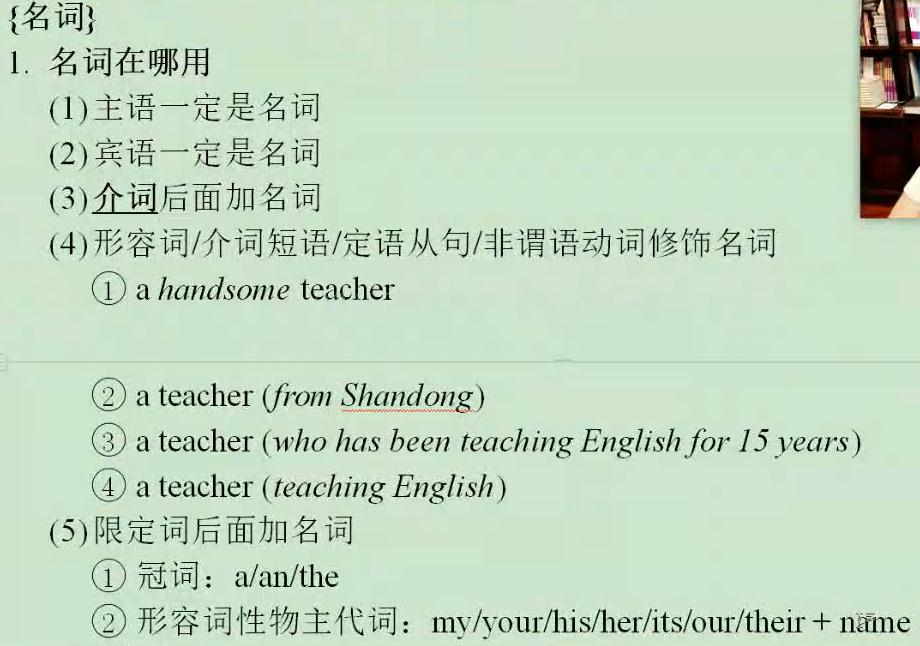 {名词}
1. 名词在哪用
(1)主语一定是名词
(2)宾语一定是名词
(3)介词后面加名词
(4)形容词/介词短语/定语从句/非谓语动词修饰名词
① a handsome teacher
② a teacher (from Shandong)
③ a teacher (who has been teaching English for 15 years)
④ a teacher (teaching English)
(5)限定词后面加名词
① 冠词：a/an/the
② 形容词性物主代词：my/your/his/her/its/our/their + name